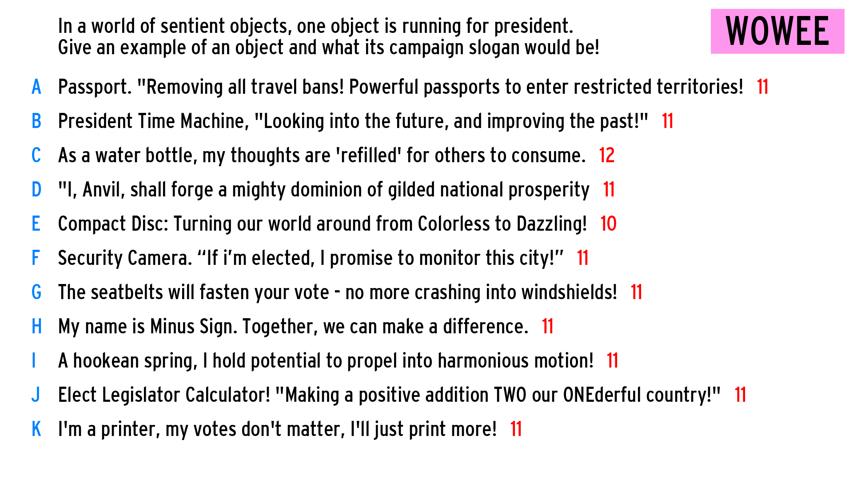 In a world of sentient objects, one object is running for president.
Give an example of an object and what its campaign slogan would be!
WOWEE
A Passport. "Removing all travel bans! Powerful passports to enter restricted territories! 11
B President Time Machine, "Looking into the future, and improving the past!" 11
C As a water bottle, my thoughts are 'refilled' for others to consume. 12
D "I, Anvil, shall forge a mighty dominion of gilded national prosperity 11
E Compact Disc: Turning our world around from Colorless to Dazzling! 10
F Security Camera. “If i’m elected, I promise to monitor this city!” 11
G The seatbelts will fasten your vote - no more crashing into windshields! 11
H My name is Minus Sign. Together, we can make a difference. 11
I A hookean spring, I hold potential to propel into harmonious motion! 11
J Elect Legislator Calculator! "Making a positive addition TWO our ONEderful country!" 11
K I'm a printer, my votes don't matter, I'll just print more! 11